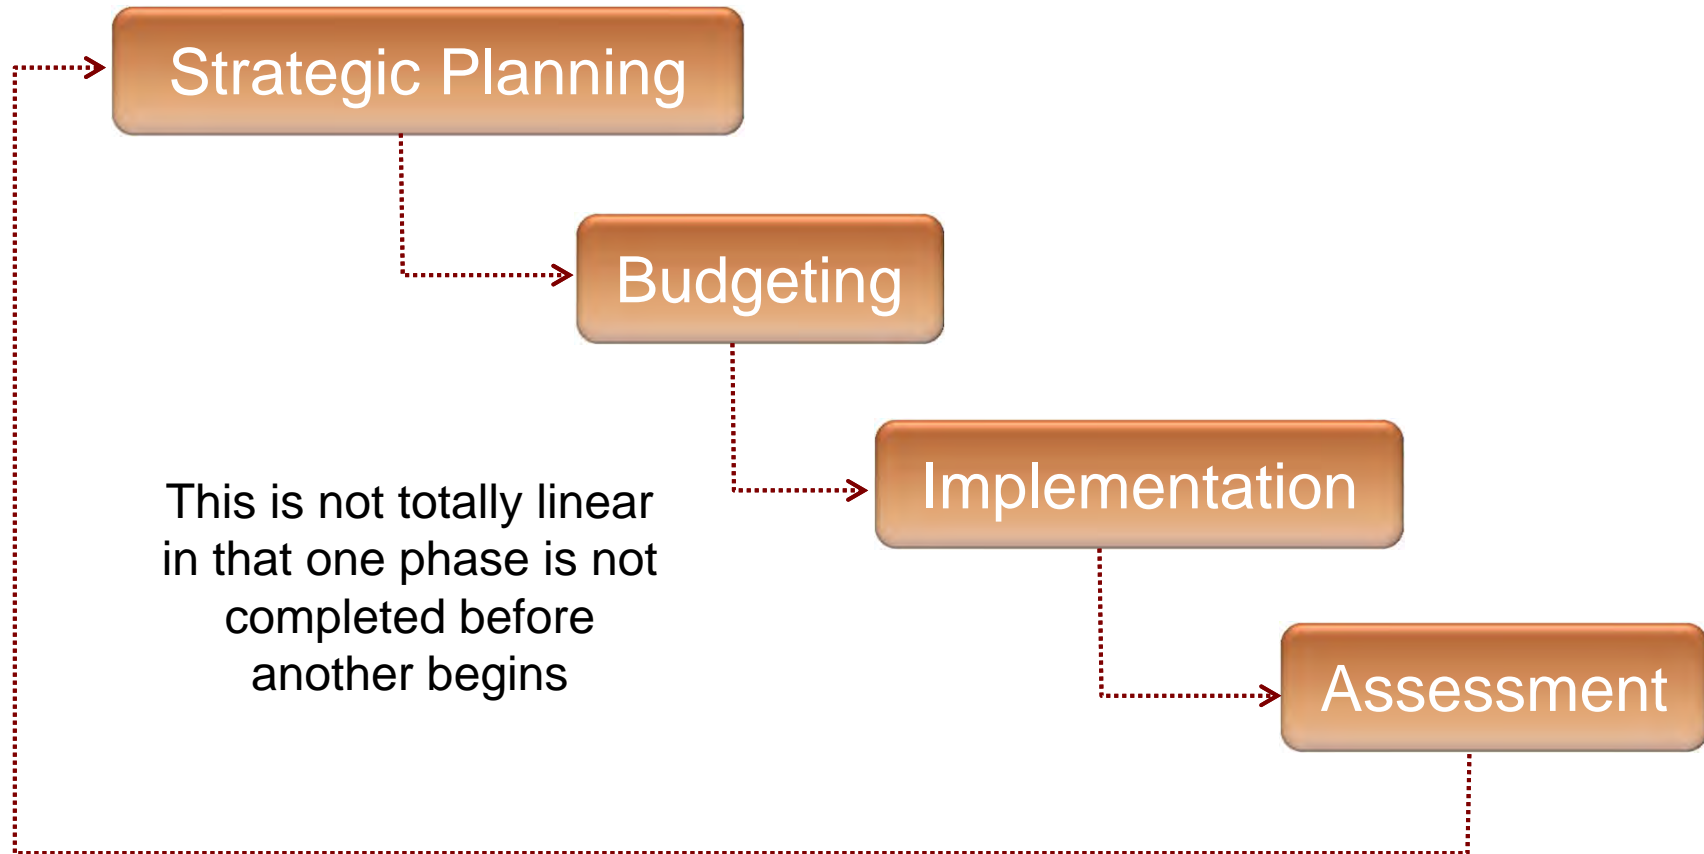 Strategic Planning
Budgeting
Implementation
This is not totally linear
in that one phase is not
completed before
another begins
Assessment